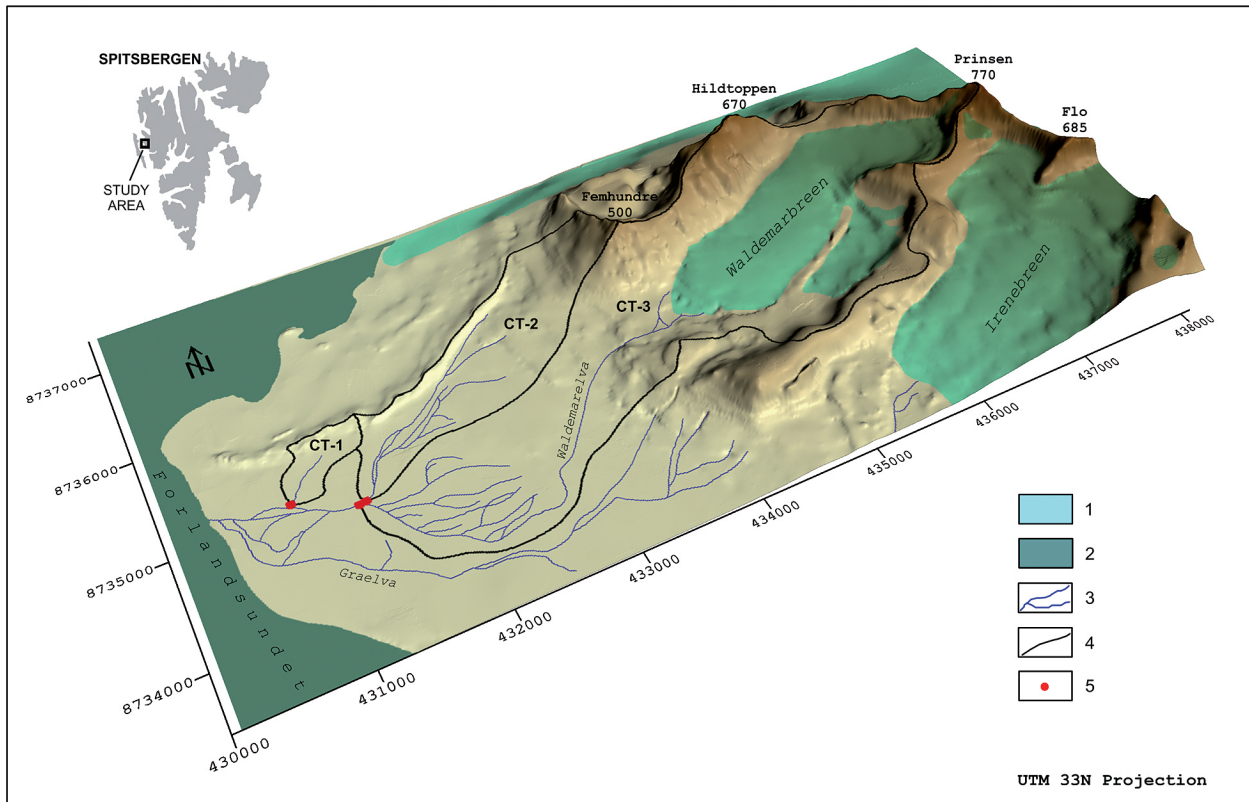 SPITSBERGEN
STUDY
AREA
Prinsen
770
Hildtoppen
670
Flo
685
Femhundre
500
Waldemarbreen
Irenebreen
CT-3
CT-2
CT-1
Waldemarelva
N
Graelva
Forlandsundet
8737000
8736000
8735000
8734000
430000
431000
432000
433000
434000
435000
436000
437000
438000
1
2
3
4
5
UTM 33N Projection